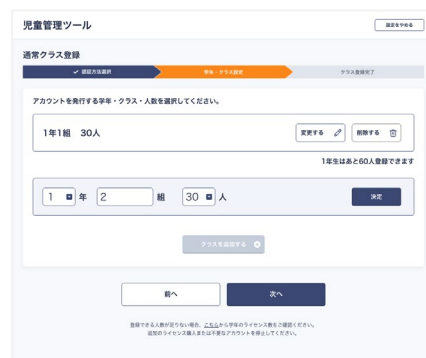 児童管理ツール
設定をやめる
通常クラス登録
認証方法選択
学年・クラス設定
クラス登録完了
アカウントを発行する学年・クラス・人数を選択してください。
1年1組 30人
変更する
削除する
1年生はあと60人登録できます
1 年 2 組 30 人
決定
クラスを追加する
前へ
次へ
登録できる人数が足りない場合、こちらから学年のライセンス数をご確認ください。
追加のライセンス購入または不要なアカウントを停止してください。